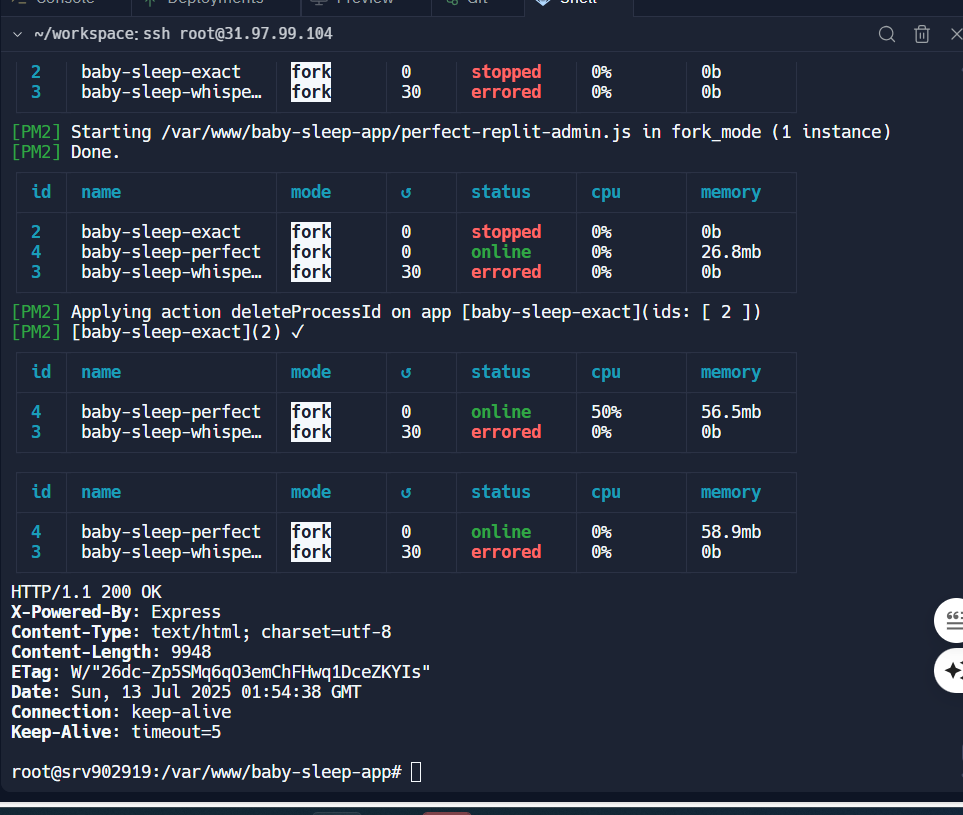 Console Deployments Preview Git Shell
~/workspace: ssh root@31.97.99.104
2 baby-sleep-exact fork 0 stopped 0% 0b
3 baby-sleep-whispe… fork 30 errored 0% 0b
[PM2] Starting /var/www/baby-sleep-app/perfect-replit-admin.js in fork_mode (1 instance)
[PM2] Done.
id name mode ↺ status cpu memory
2 baby-sleep-exact fork 0 stopped 0% 0b
4 baby-sleep-perfect fork 0 online 0% 26.8mb
3 baby-sleep-whispe… fork 30 errored 0% 0b
[PM2] Applying action deleteProcessId on app [baby-sleep-exact](ids: [ 2 ])
[PM2] [baby-sleep-exact](2) ✓
id name mode ↺ status cpu memory
4 baby-sleep-perfect fork 0 online 50% 56.5mb
3 baby-sleep-whispe… fork 30 errored 0% 0b
id name mode ↺ status cpu memory
4 baby-sleep-perfect fork 0 online 0% 58.9mb
3 baby-sleep-whispe… fork 30 errored 0% 0b
HTTP/1.1 200 OK
X-Powered-By: Express
Content-Type: text/html; charset=utf-8
Content-Length: 9948
ETag: W/"26dc-Zp5SMq6qO3emChFHwq1DceZKYIs"
Date: Sun, 13 Jul 2025 01:54:38 GMT
Connection: keep-alive
Keep-Alive: timeout=5
root@srv902919:/var/www/baby-sleep-app#